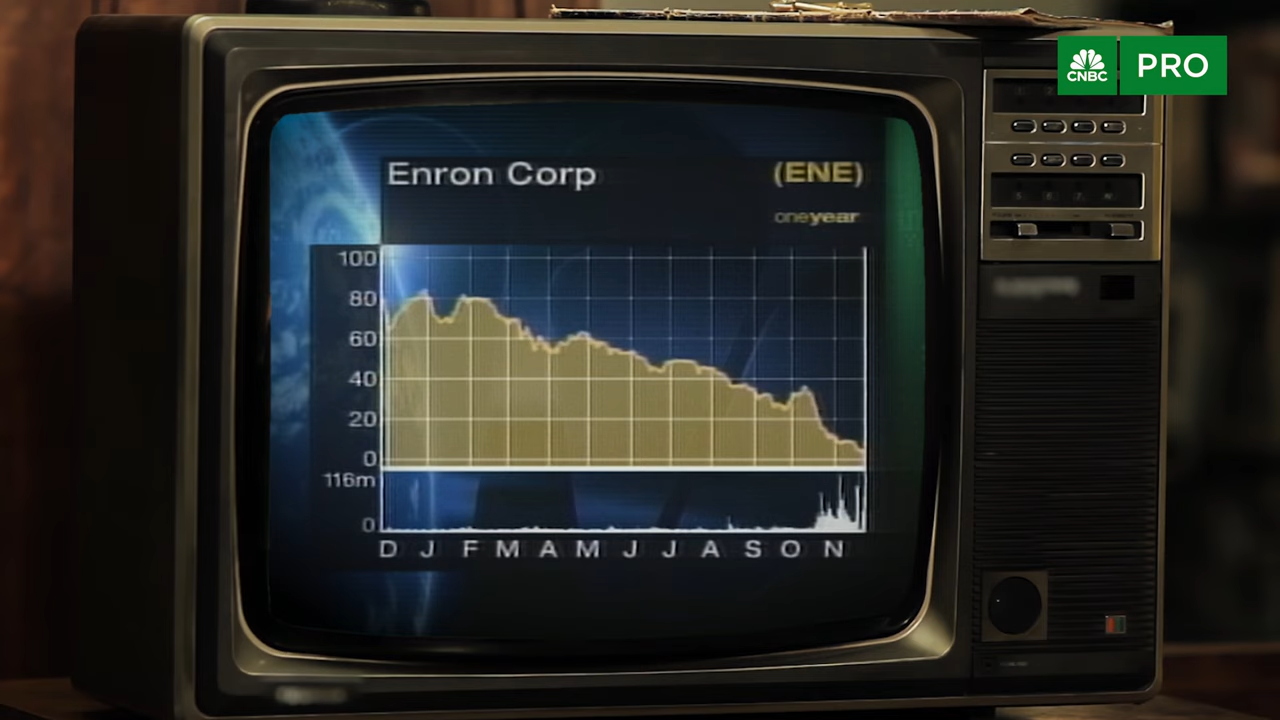 CNBC PRO
Enron Corp (ENE)
oneyear
100
80
60
40
20
0
116m
0
D J F M A M J J A S O N